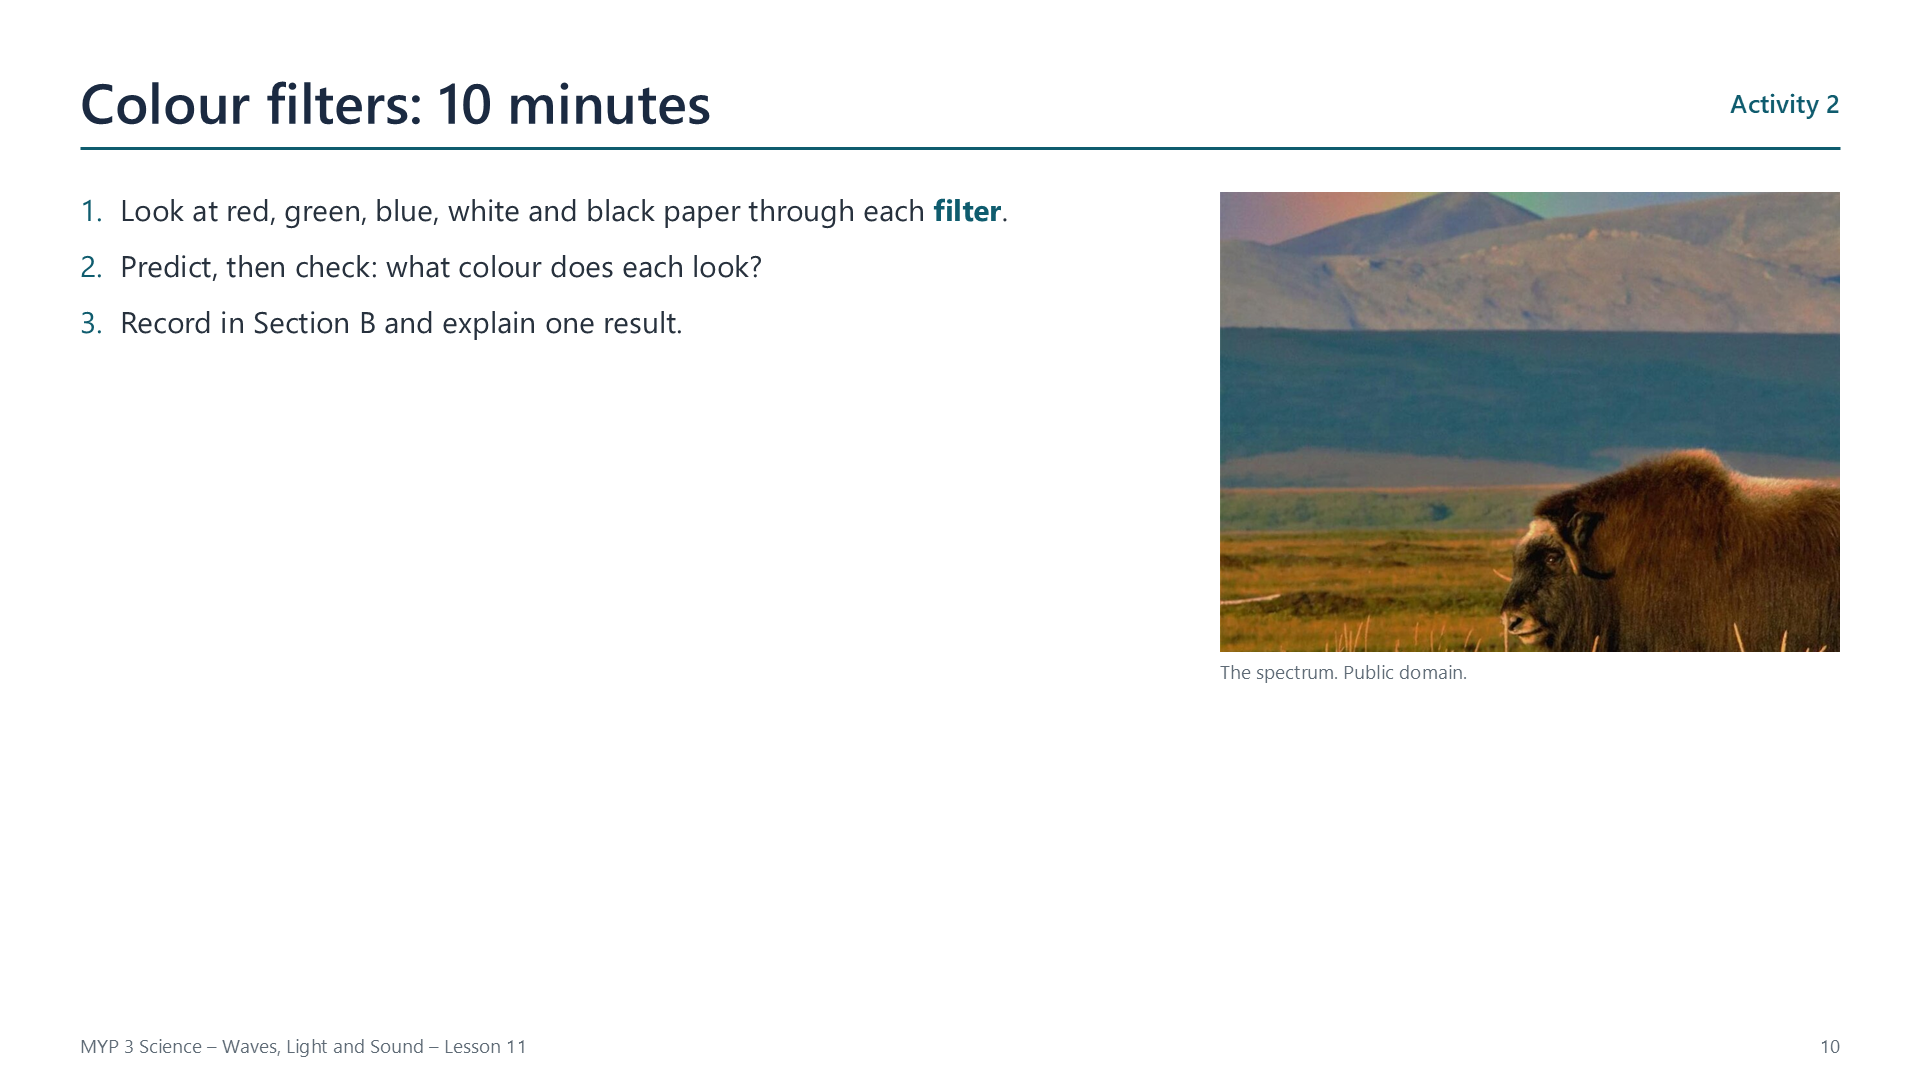 Colour filters: 10 minutes
Activity 2
1. Look at red, green, blue, white and black paper through each filter.
2. Predict, then check: what colour does each look?
3. Record in Section B and explain one result.
The spectrum. Public domain.
MYP 3 Science – Waves, Light and Sound – Lesson 11
10